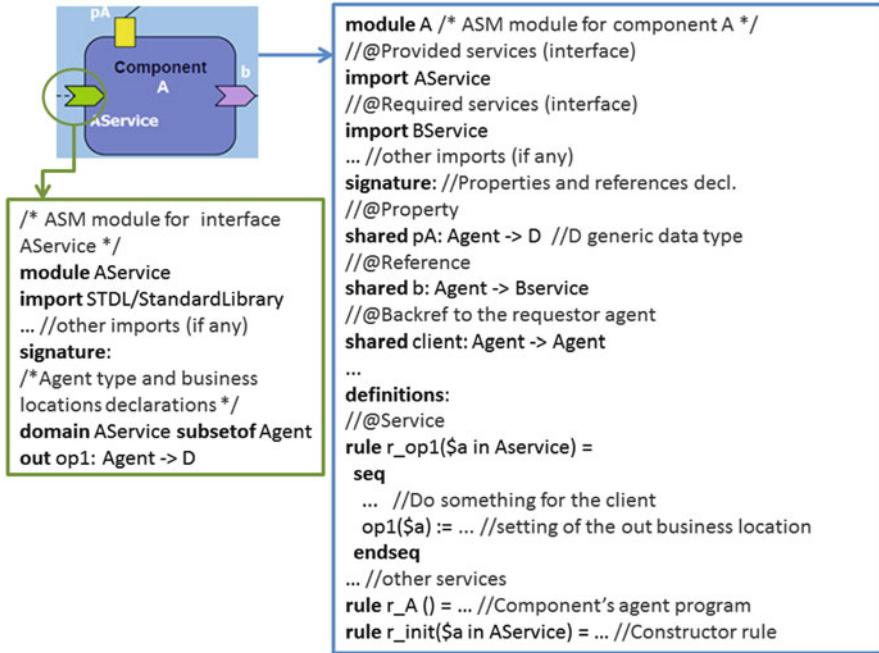 pA
Component
A
b
AService
/* ASM module for interface
AService */
module AService
import STDL/StandardLibrary
... //other imports (if any)
signature:
/*Agent type and business
locations declarations */
domain AService subsetof Agent
out op1: Agent -> D
module A /* ASM module for component A */
//@Provided services (interface)
import AService
//@Required services (interface)
import BService
... //other imports (if any)
signature: //Properties and references decl.
//@Property
shared pA: Agent -> D //D generic data type
//@Reference
shared b: Agent -> Bservice
//@Backref to the requestor agent
shared client: Agent -> Agent
...
definitions:
//@Service
rule r_op1($a in Aservice) =
seq
... //Do something for the client
op1($a) := ... //setting of the out business location
endseq
... //other services
rule r_A () = ... //Component's agent program
rule r_init($a in AService) = ... //Constructor rule